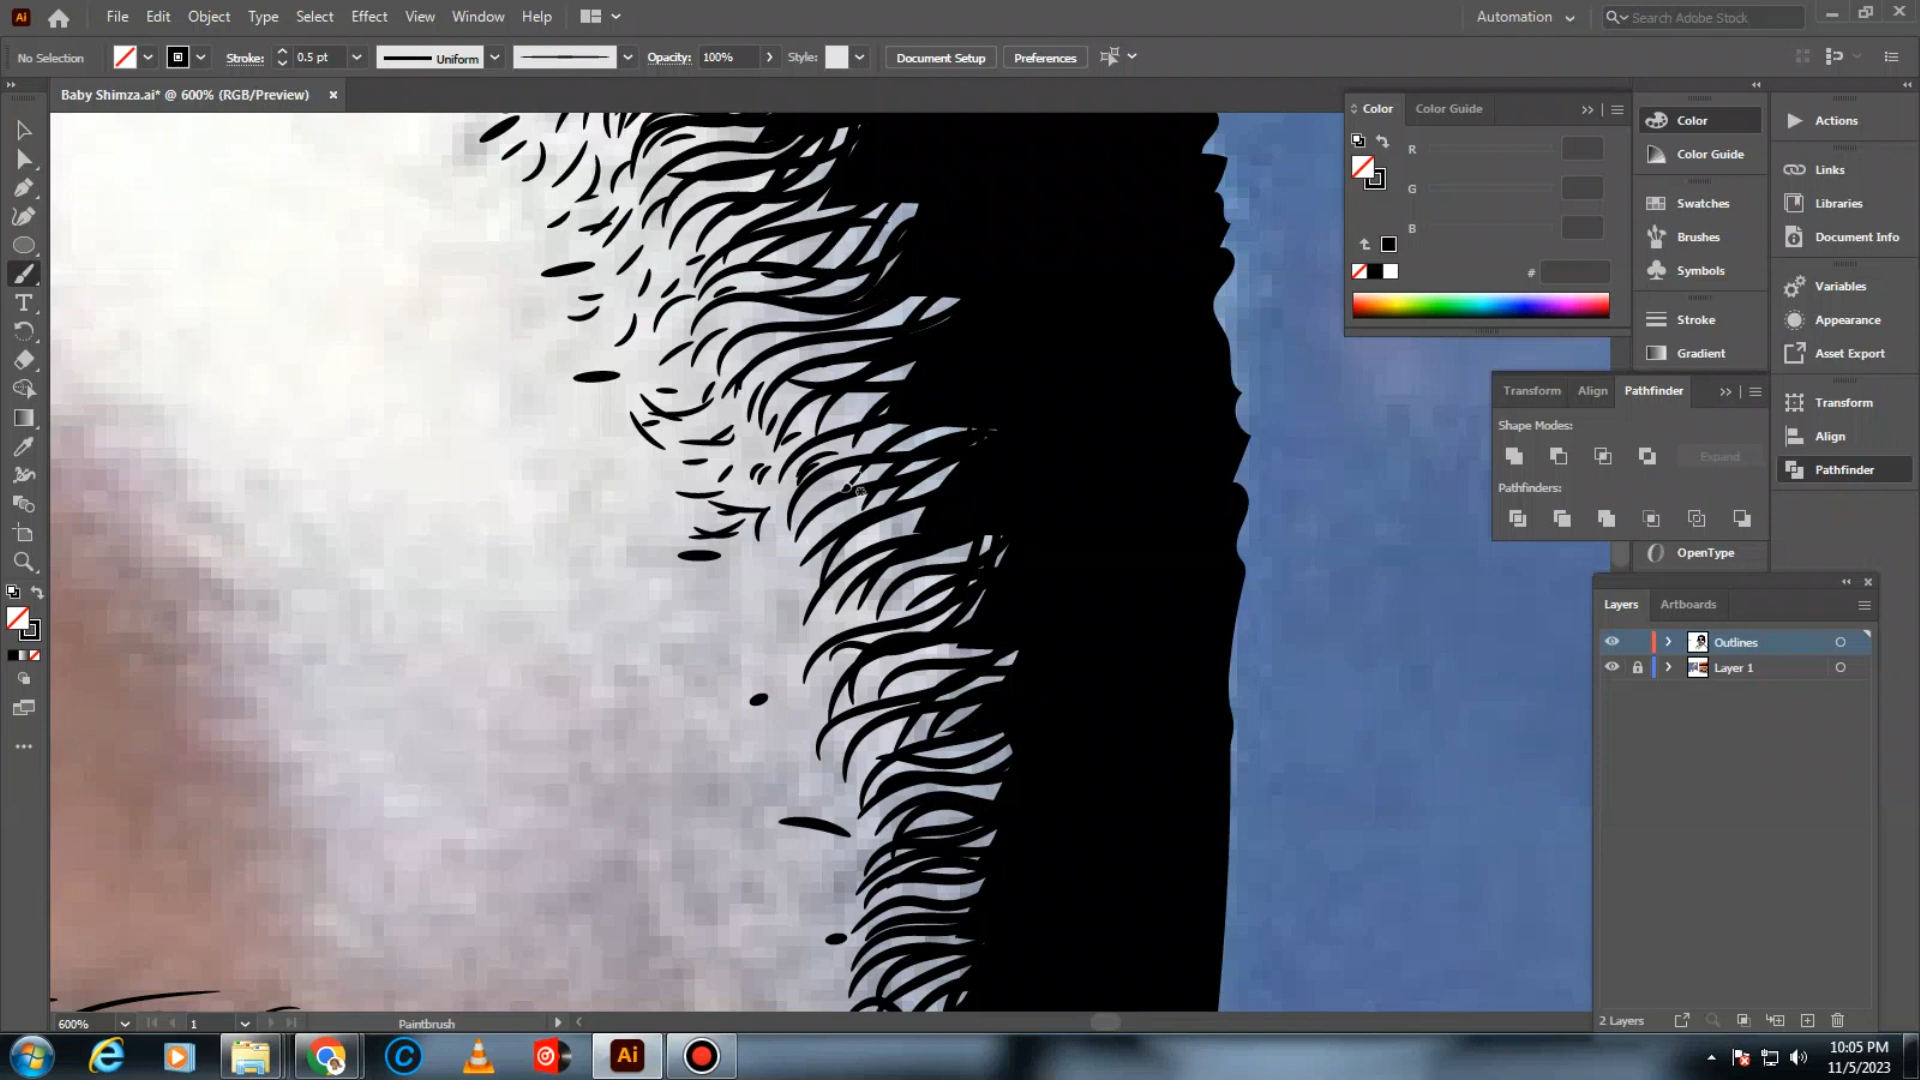 Ai File Edit Object Type Select Effect View Window Help Automation Search Adobe Stock
No Selection Stroke: 0.5 pt Uniform Opacity: 100% Style: Document Setup Preferences
Baby Shimza.ai* @ 600% (RGB/Preview) ×
Color Color Guide
R
G
B
#
Color
Color Guide
Swatches
Brushes
Symbols
Stroke
Gradient
OpenType
Actions
Links
Libraries
Document Info
Variables
Appearance
Asset Export
Transform
Align
Pathfinder
Transform Align Pathfinder
Shape Modes:
Expand
Pathfinders:
Layers Artboards
Outlines
Layer 1
2 Layers
600% 1 Paintbrush
Ai
10:05 PM
11/5/2023